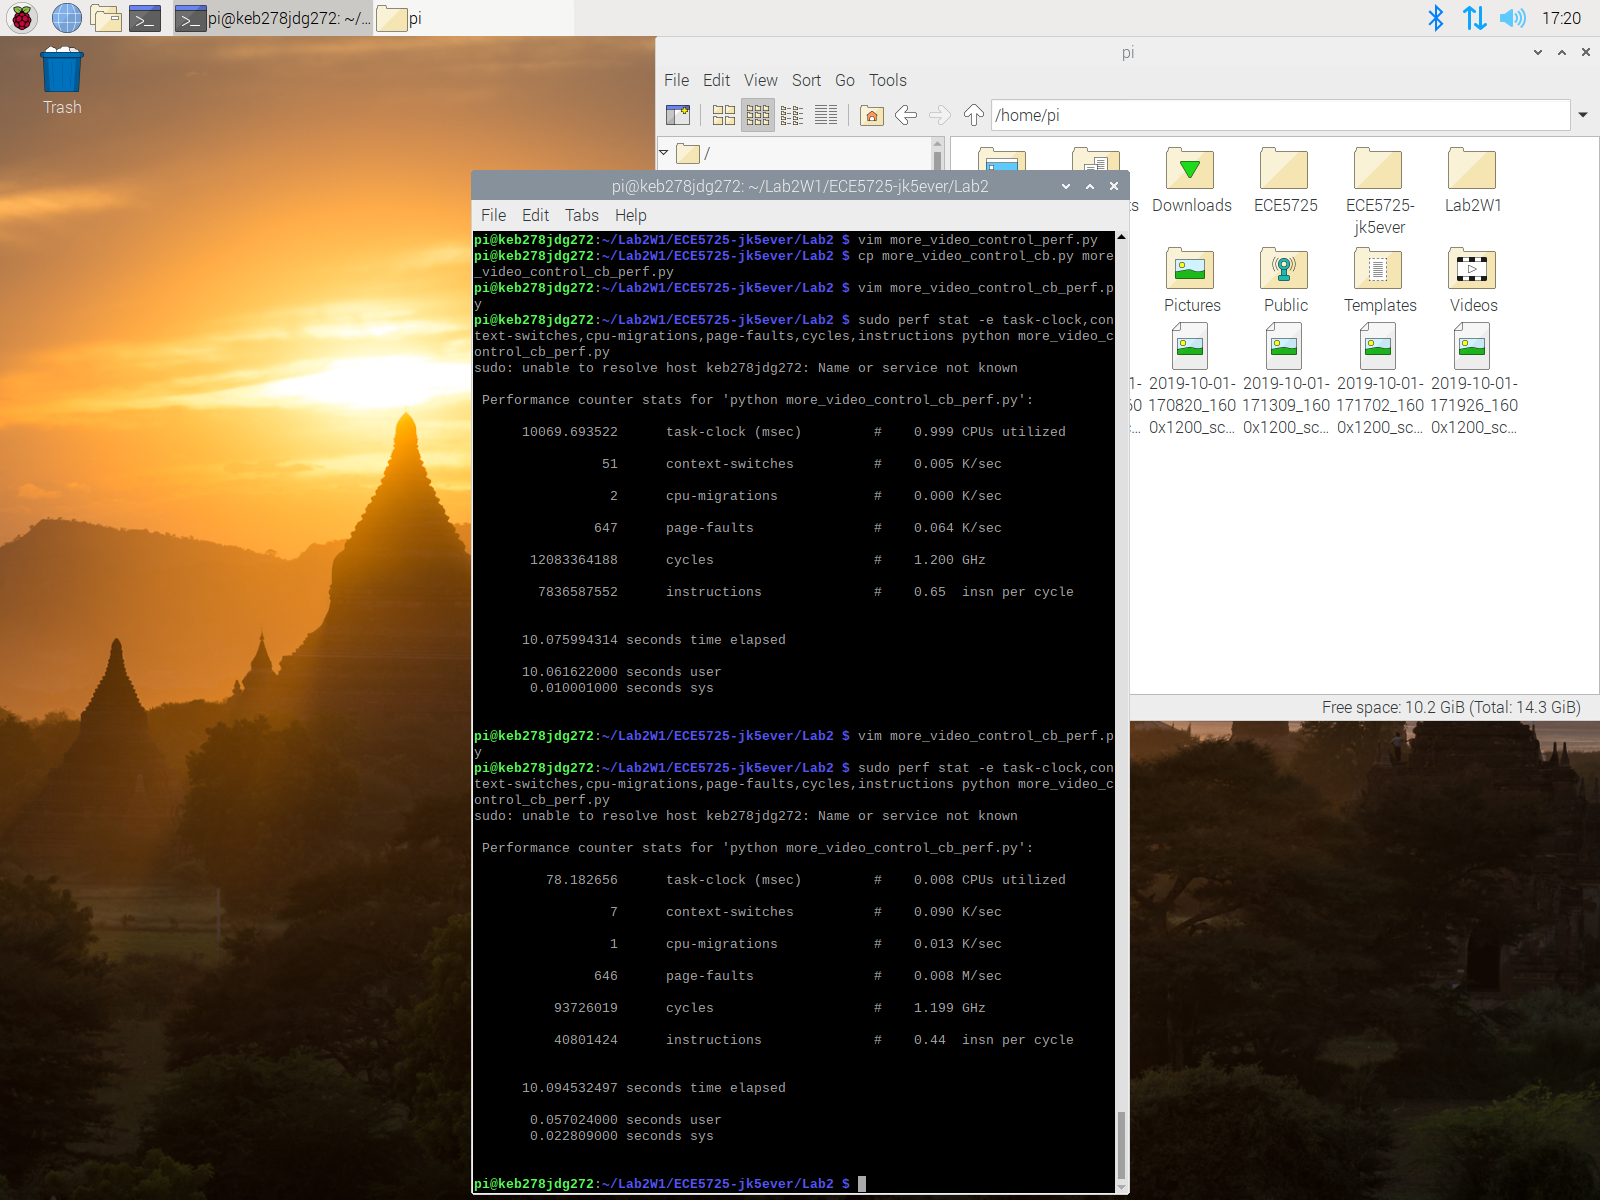 pi@keb278jdg272: ~/...
pi
17:20
Trash
pi
File Edit View Sort Go Tools
/home/pi
/
Downloads
ECE5725
ECE5725-
jk5ever
Lab2W1
Pictures
Public
Templates
Videos
2019-10-01-
170820_160
0x1200_sc...
2019-10-01-
171309_160
0x1200_sc...
2019-10-01-
171702_160
0x1200_sc...
2019-10-01-
171926_160
0x1200_sc...
Free space: 10.2 GiB (Total: 14.3 GiB)
pi@keb278jdg272: ~/Lab2W1/ECE5725-jk5ever/Lab2
File Edit Tabs Help
pi@keb278jdg272:~/Lab2W1/ECE5725-jk5ever/Lab2 $ vim more_video_control_perf.py
pi@keb278jdg272:~/Lab2W1/ECE5725-jk5ever/Lab2 $ cp more_video_control_cb.py more
_video_control_cb_perf.py
pi@keb278jdg272:~/Lab2W1/ECE5725-jk5ever/Lab2 $ vim more_video_control_cb_perf.p
y
pi@keb278jdg272:~/Lab2W1/ECE5725-jk5ever/Lab2 $ sudo perf stat -e task-clock,con
text-switches,cpu-migrations,page-faults,cycles,instructions python more_video_c
ontrol_cb_perf.py
sudo: unable to resolve host keb278jdg272: Name or service not known
Performance counter stats for 'python more_video_control_cb_perf.py':
10069.693522 task-clock (msec) # 0.999 CPUs utilized
51 context-switches # 0.005 K/sec
2 cpu-migrations # 0.000 K/sec
647 page-faults # 0.064 K/sec
12083364188 cycles # 1.200 GHz
7836587552 instructions # 0.65 insn per cycle
10.075994314 seconds time elapsed
10.061622000 seconds user
0.010001000 seconds sys
pi@keb278jdg272:~/Lab2W1/ECE5725-jk5ever/Lab2 $ vim more_video_control_cb_perf.p
y
pi@keb278jdg272:~/Lab2W1/ECE5725-jk5ever/Lab2 $ sudo perf stat -e task-clock,con
text-switches,cpu-migrations,page-faults,cycles,instructions python more_video_c
ontrol_cb_perf.py
sudo: unable to resolve host keb278jdg272: Name or service not known
Performance counter stats for 'python more_video_control_cb_perf.py':
78.182656 task-clock (msec) # 0.008 CPUs utilized
7 context-switches # 0.090 K/sec
1 cpu-migrations # 0.013 K/sec
646 page-faults # 0.008 M/sec
93726019 cycles # 1.199 GHz
40801424 instructions # 0.44 insn per cycle
10.094532497 seconds time elapsed
0.057024000 seconds user
0.022809000 seconds sys
pi@keb278jdg272:~/Lab2W1/ECE5725-jk5ever/Lab2 $